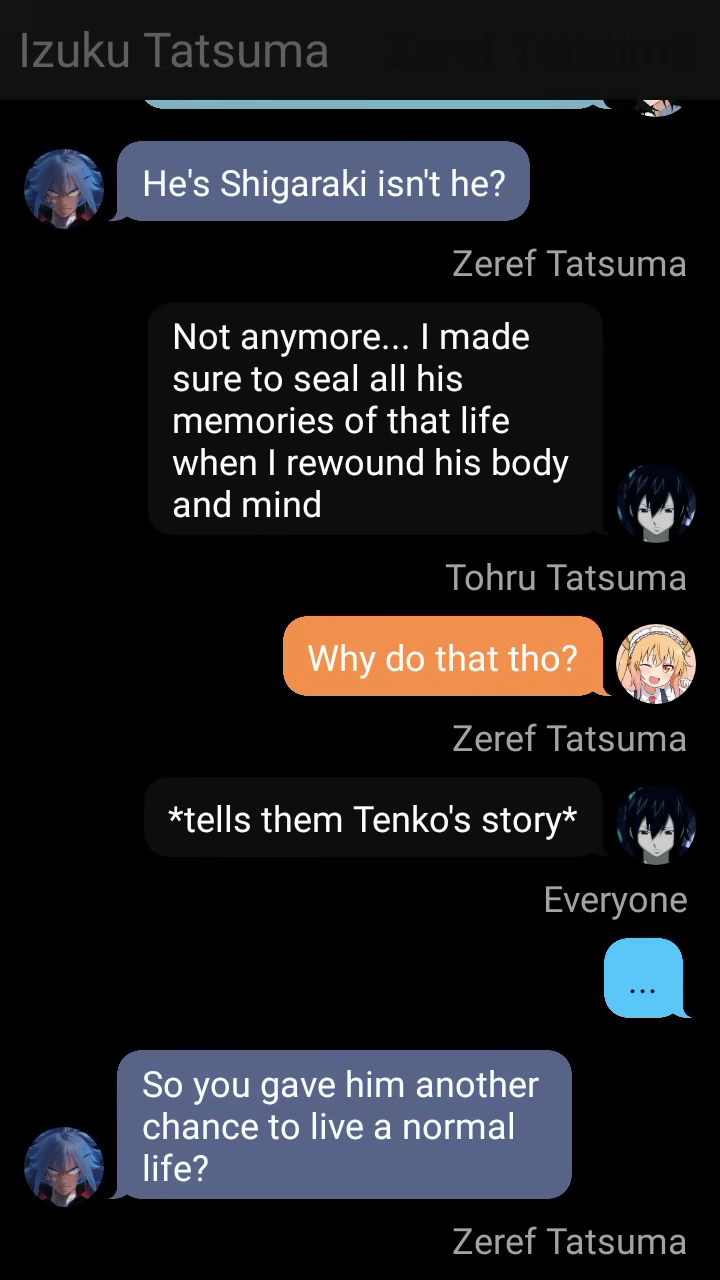 Izuku Tatsuma
He's Shigaraki isn't he?
Zeref Tatsuma
Not anymore... I made
sure to seal all his
memories of that life
when I rewound his body
and mind
Tohru Tatsuma
Why do that tho?
Zeref Tatsuma
*tells them Tenko's story*
Everyone
...
So you gave him another
chance to live a normal
life?
Zeref Tatsuma